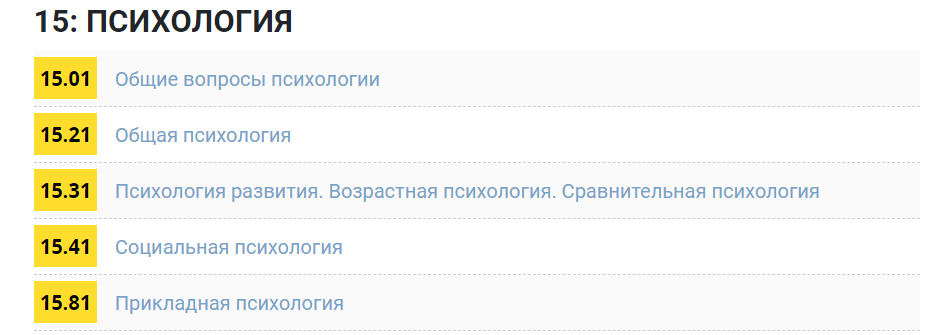 15: ПСИХОЛОГИЯ
15.01 Общие вопросы психологии
15.21 Общая психология
15.31 Психология развития. Возрастная психология. Сравнительная психология
15.41 Социальная психология
15.81 Прикладная психология